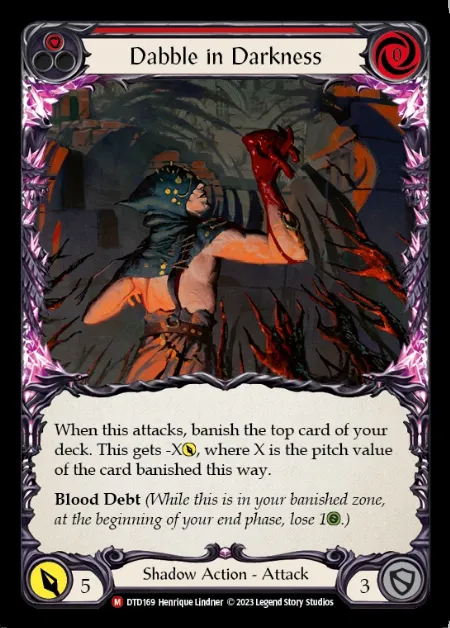 Dabble in Darkness
0
When this attacks, banish the top card of your
deck. This gets -X, where X is the pitch value
of the card banished this way.
Blood Debt (While this is in your banished zone,
at the beginning of your end phase, lose 1.)
5
Shadow Action - Attack
3
M DTD169 Henrique Lindner © 2023 Legend Story Studios